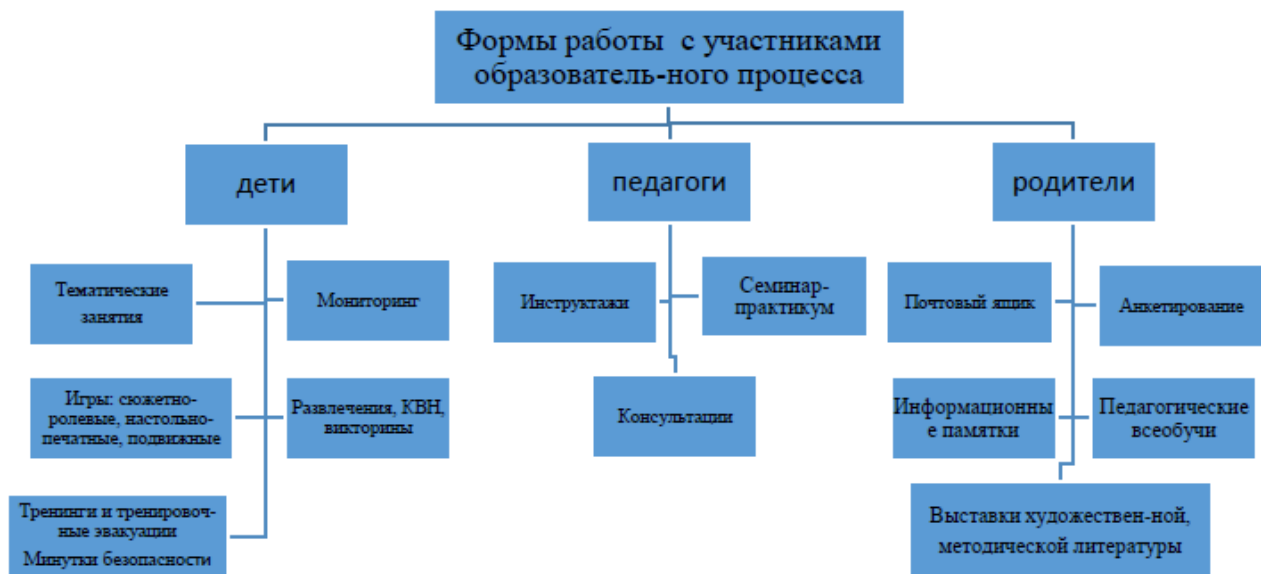 Формы работы с участниками
образователь-ного процесса
дети
педагоги
родители
Тематические
занятия
Мониторинг
Инструктажи
Семинар-
практикум
Почтовый ящик
Анкетирование
Игры: сюжетно-
ролевые, настольно-
печатные, подвижные
Развлечения, КВН,
викторины
Консультации
Информационны
е памятки
Педагогические
всеобучи
Тренинги и тренировоч-
ные эвакуации
Минутки безопасности
Выставки художествен-ной,
методической литературы